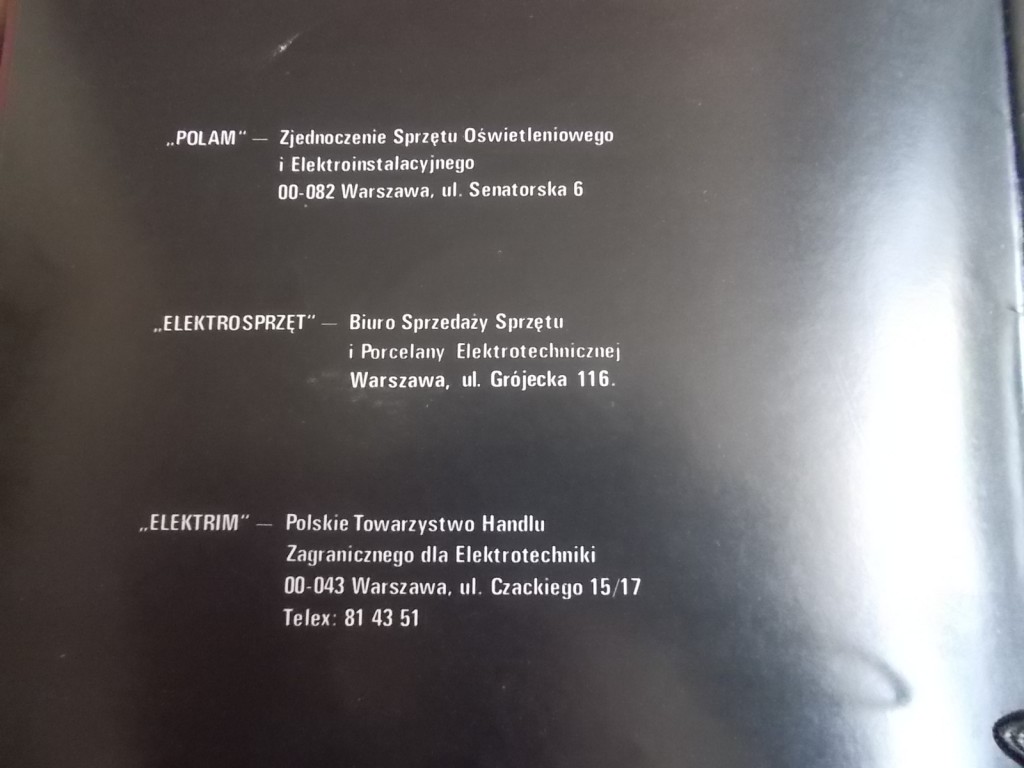 „POLAM” — Zjednoczenie Sprzętu Oświetleniowego
i Elektroinstalacyjnego
00-082 Warszawa, ul. Senatorska 6
„ELEKTROSPRZĘT” — Biuro Sprzedaży Sprzętu
i Porcelany Elektrotechnicznej
Warszawa, ul. Grójecka 116.
„ELEKTRIM” — Polskie Towarzystwo Handlu
Zagranicznego dla Elektrotechniki
00-043 Warszawa, ul. Czackiego 15/17
Telex: 81 43 51